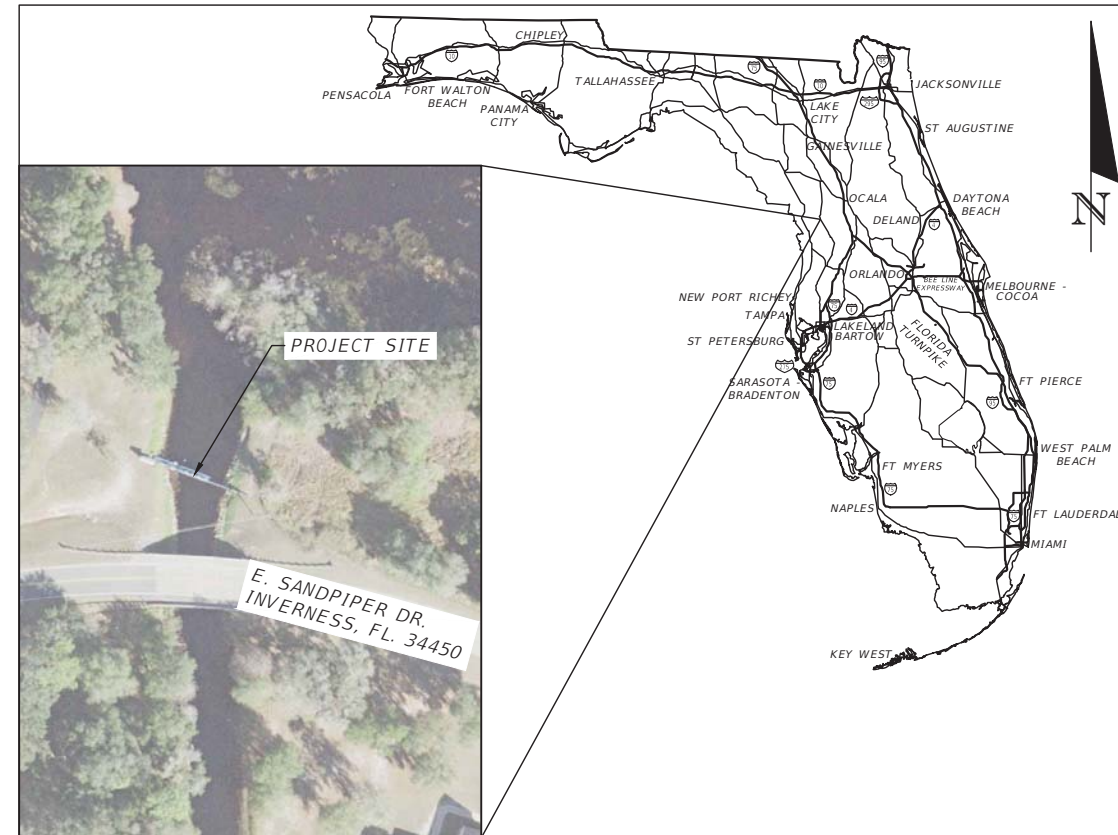 CHIPLEY
TALLAHASSEE
PENSACOLA
FORT WALTON
BEACH
PANAMA
CITY
LAKE
CITY
JACKSONVILLE
ST AUGUSTINE
GAINESVILLE
OCALA
DELAND
DAYTONA
BEACH
N
ORLANDO
BEE LINE
EXPRESSWAY
MELBOURNE -
COCOA
NEW PORT RICHEY
TAMPA
LAKELAND
BARTOW
ST PETERSBURG
FLORIDA
TURNPIKE
SARASOTA -
BRADENTON
FT PIERCE
WEST PALM
BEACH
FT MYERS
NAPLES
FT LAUDERDAL
MIAMI
KEY WEST
PROJECT SITE
E. SANDPIPER DR.
INVERNESS, FL. 34450